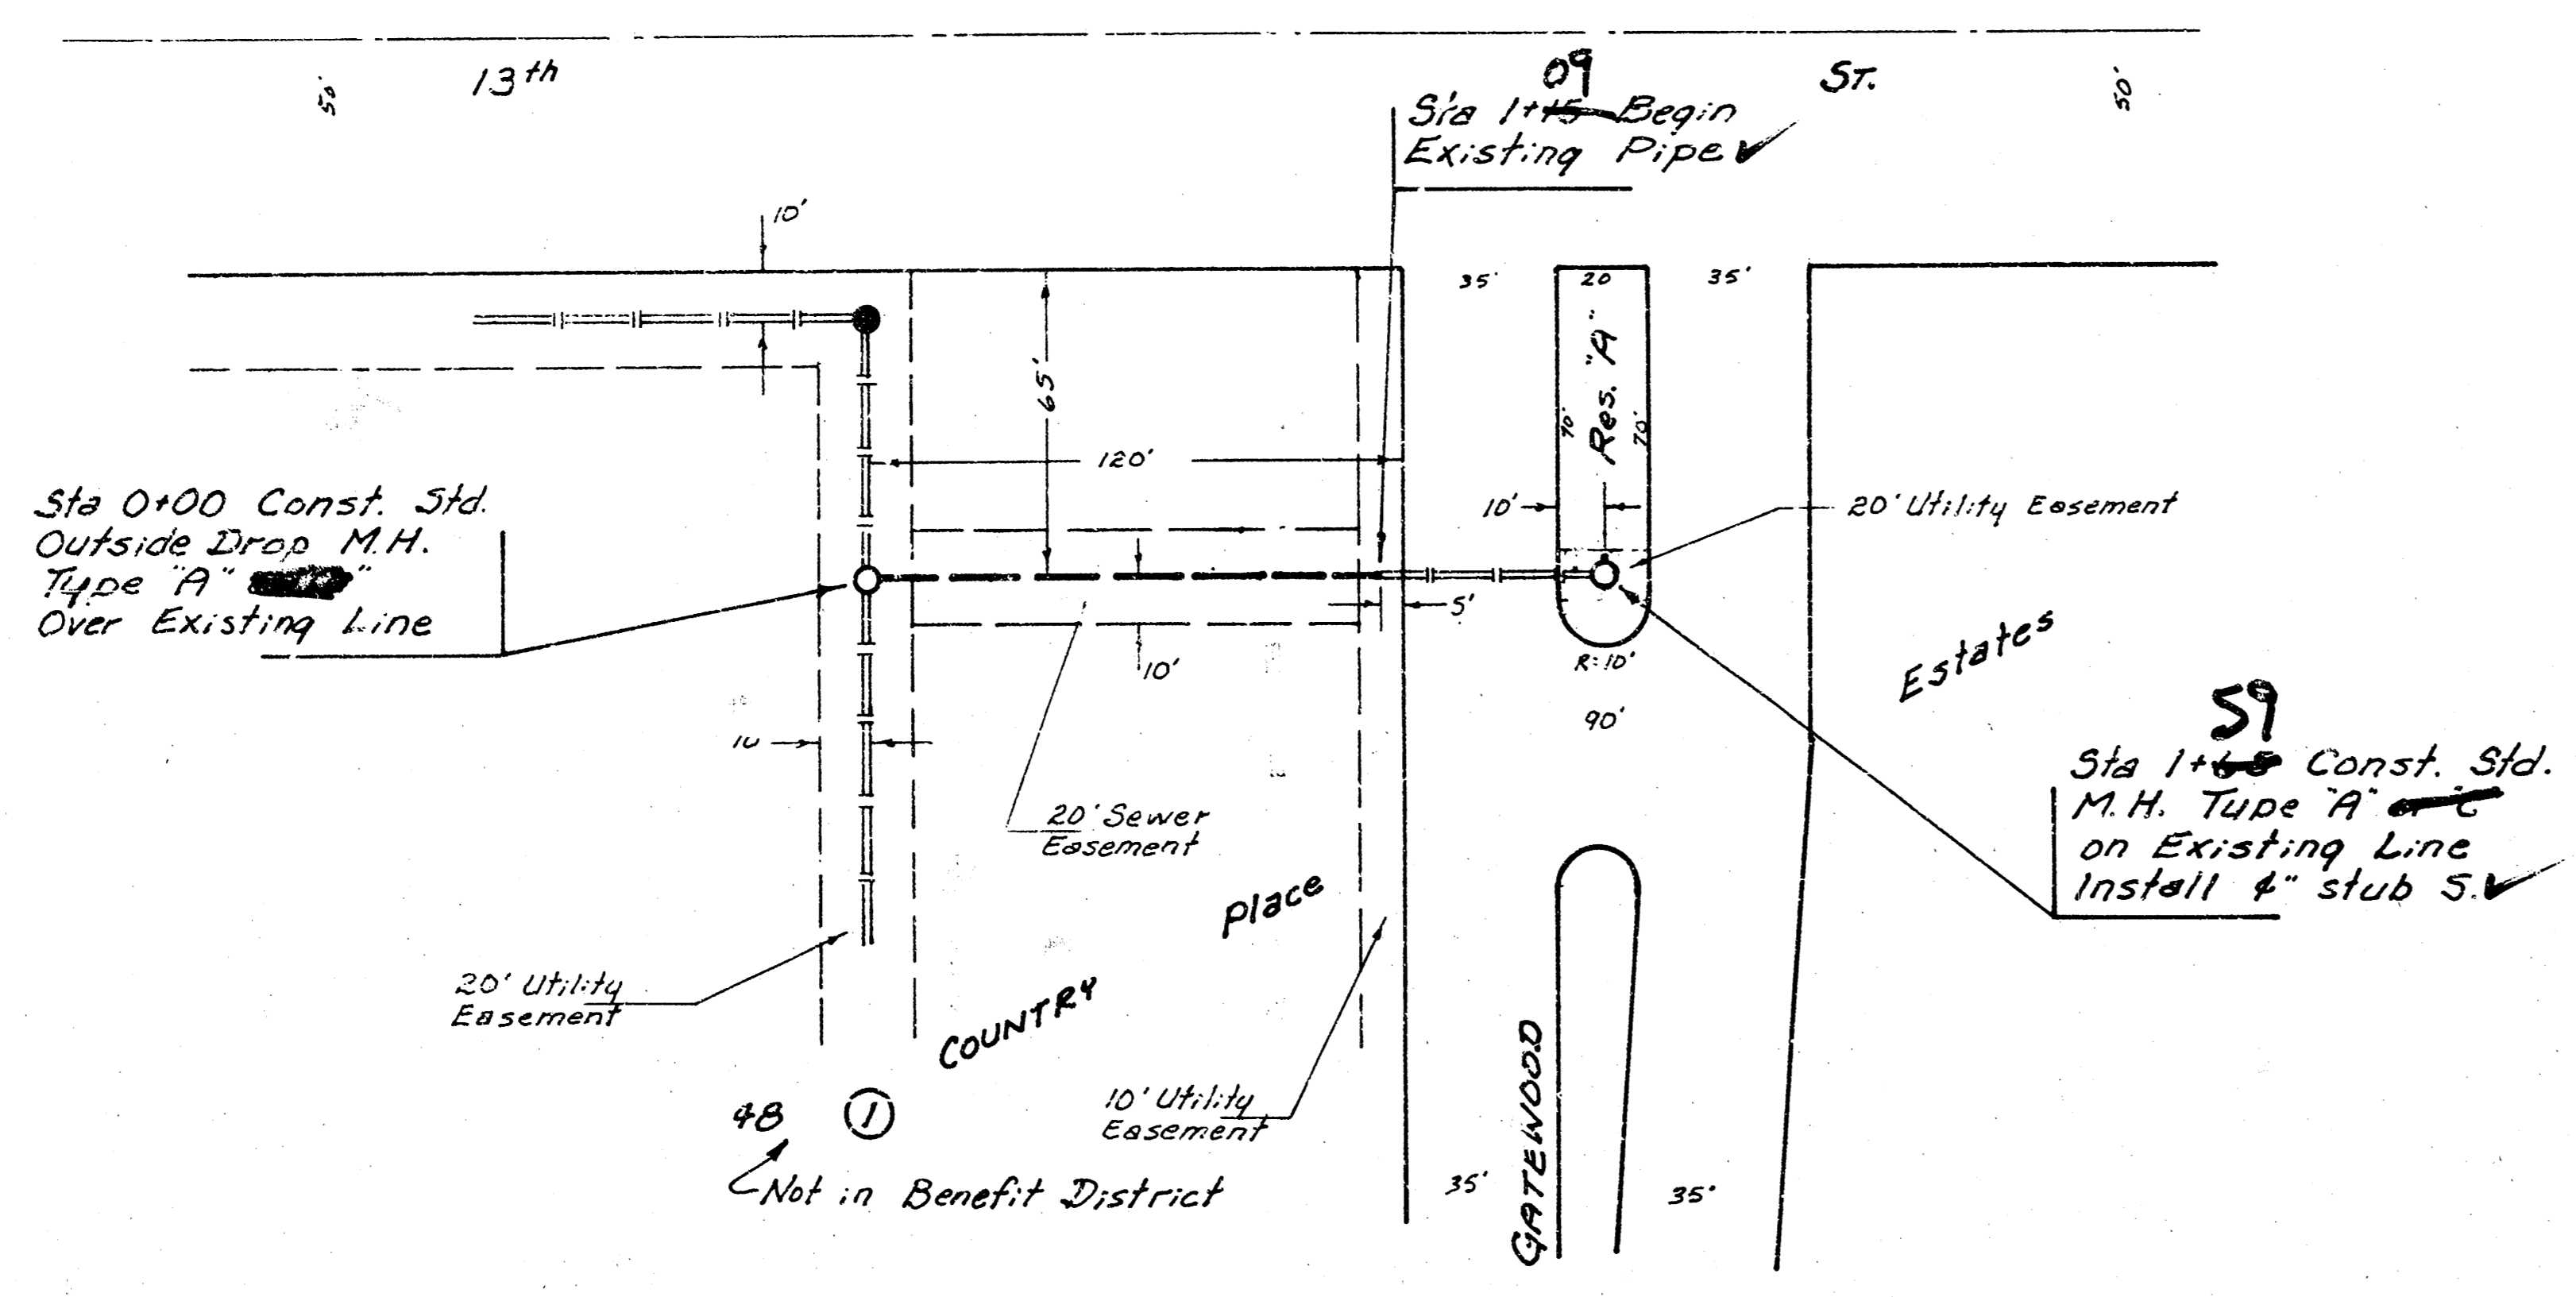 13th
ST.
50'
50'
09
Sta 1+15 Begin
Existing Pipe
10'
35'
20
35'
Res. "A"
70'
70'
65'
120'
10'
20' Utility Easement
Sta 0+00 Const. Std.
Outside Drop M.H.
Type "A"
Over Existing Line
5'
10'
R=10'
90'
Estates
59
Sta 1+ Const. Std.
M.H. Type "A"
on Existing Line
Install 4" stub S.
10
20' Sewer
Easement
Place
20' Utility
Easement
COUNTRY
10' Utility
Easement
48 1
Not in Benefit District
GATEWOOD
35'
35'